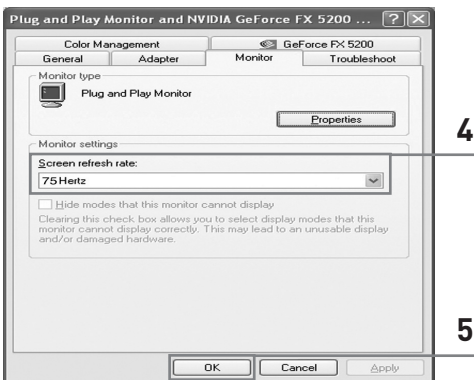 Plug and Play Monitor and NVIDIA GeForce FX 5200 ...
Color Management GeForce FX 5200
General Adapter Monitor Troubleshoot
Monitor type
Plug and Play Monitor
Properties
4
Monitor settings
Screen refresh rate:
75 Hertz
Hide modes that this monitor cannot display
Clearing this check box allows you to select display modes that this
monitor cannot display correctly. This may lead to an unusable display
and/or damaged hardware.
5
OK Cancel Apply